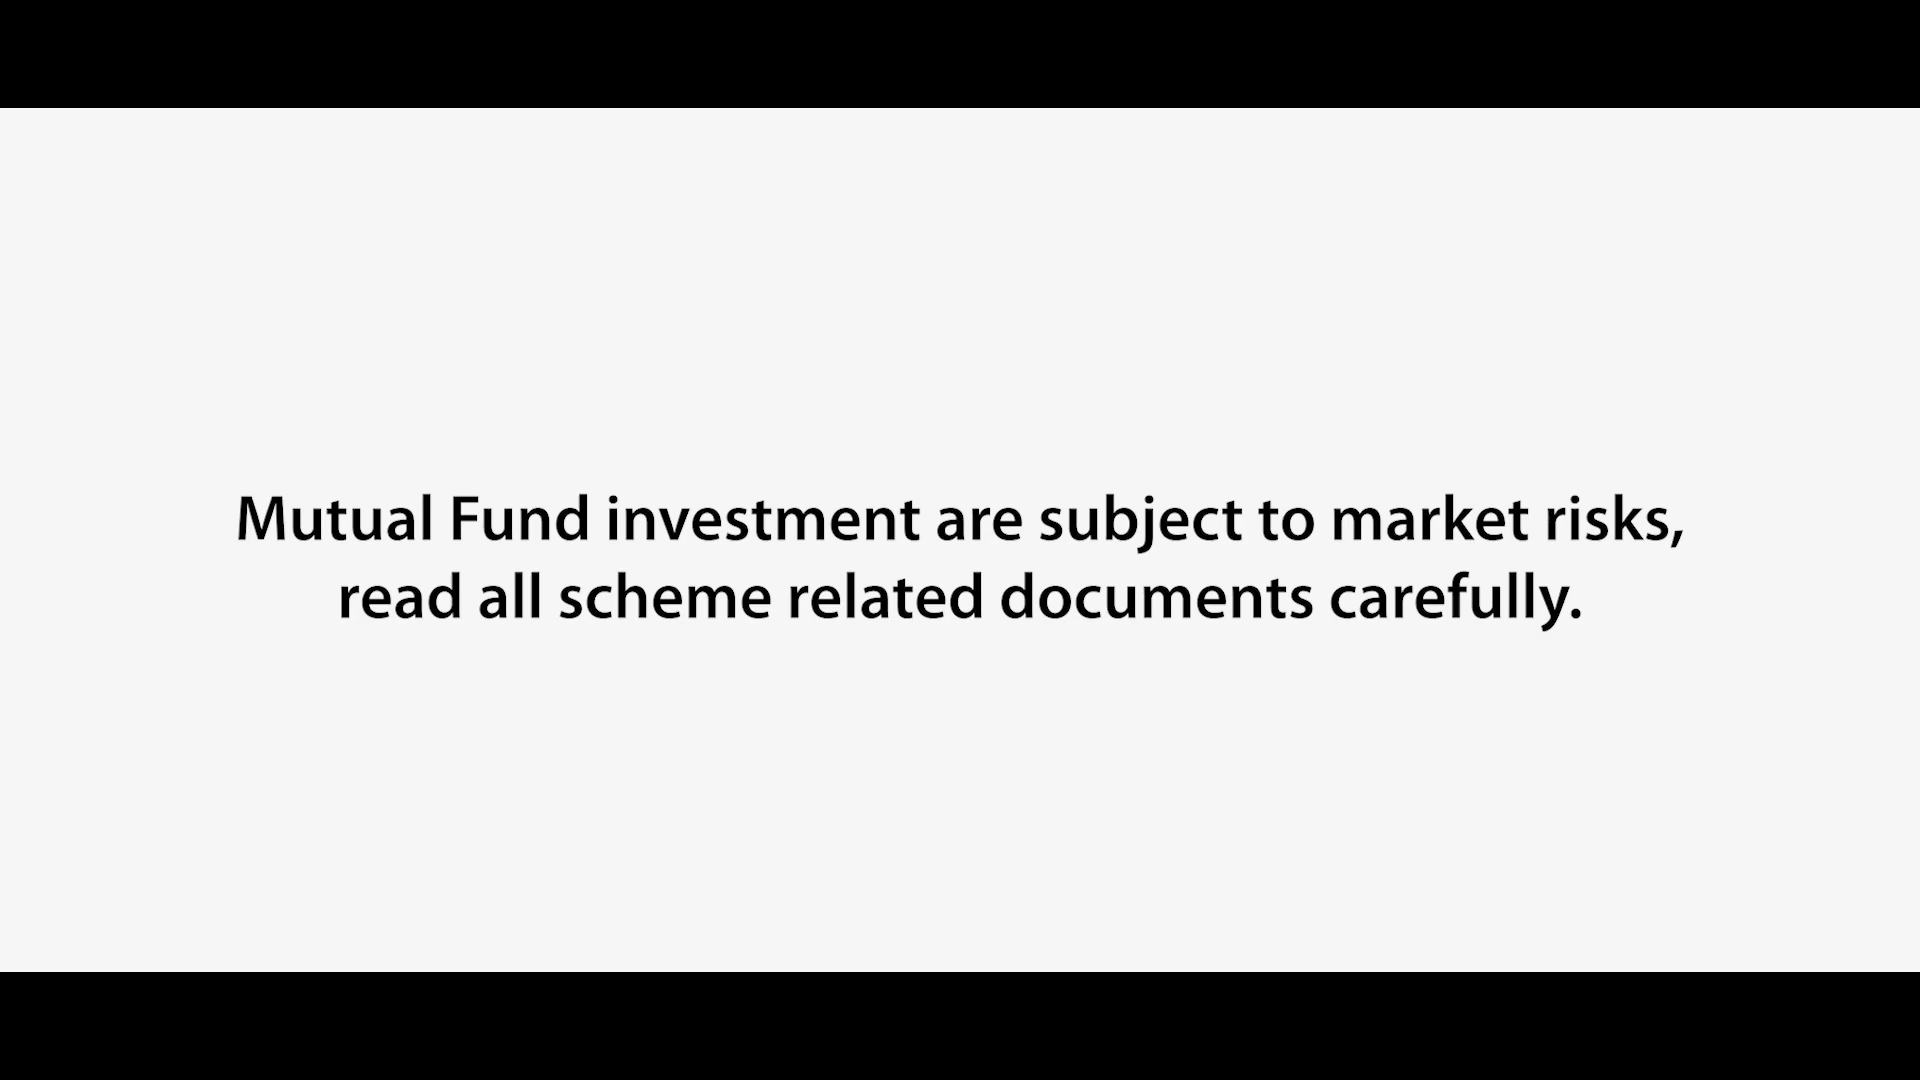 Mutual Fund investment are subject to market risks,
read all scheme related documents carefully.